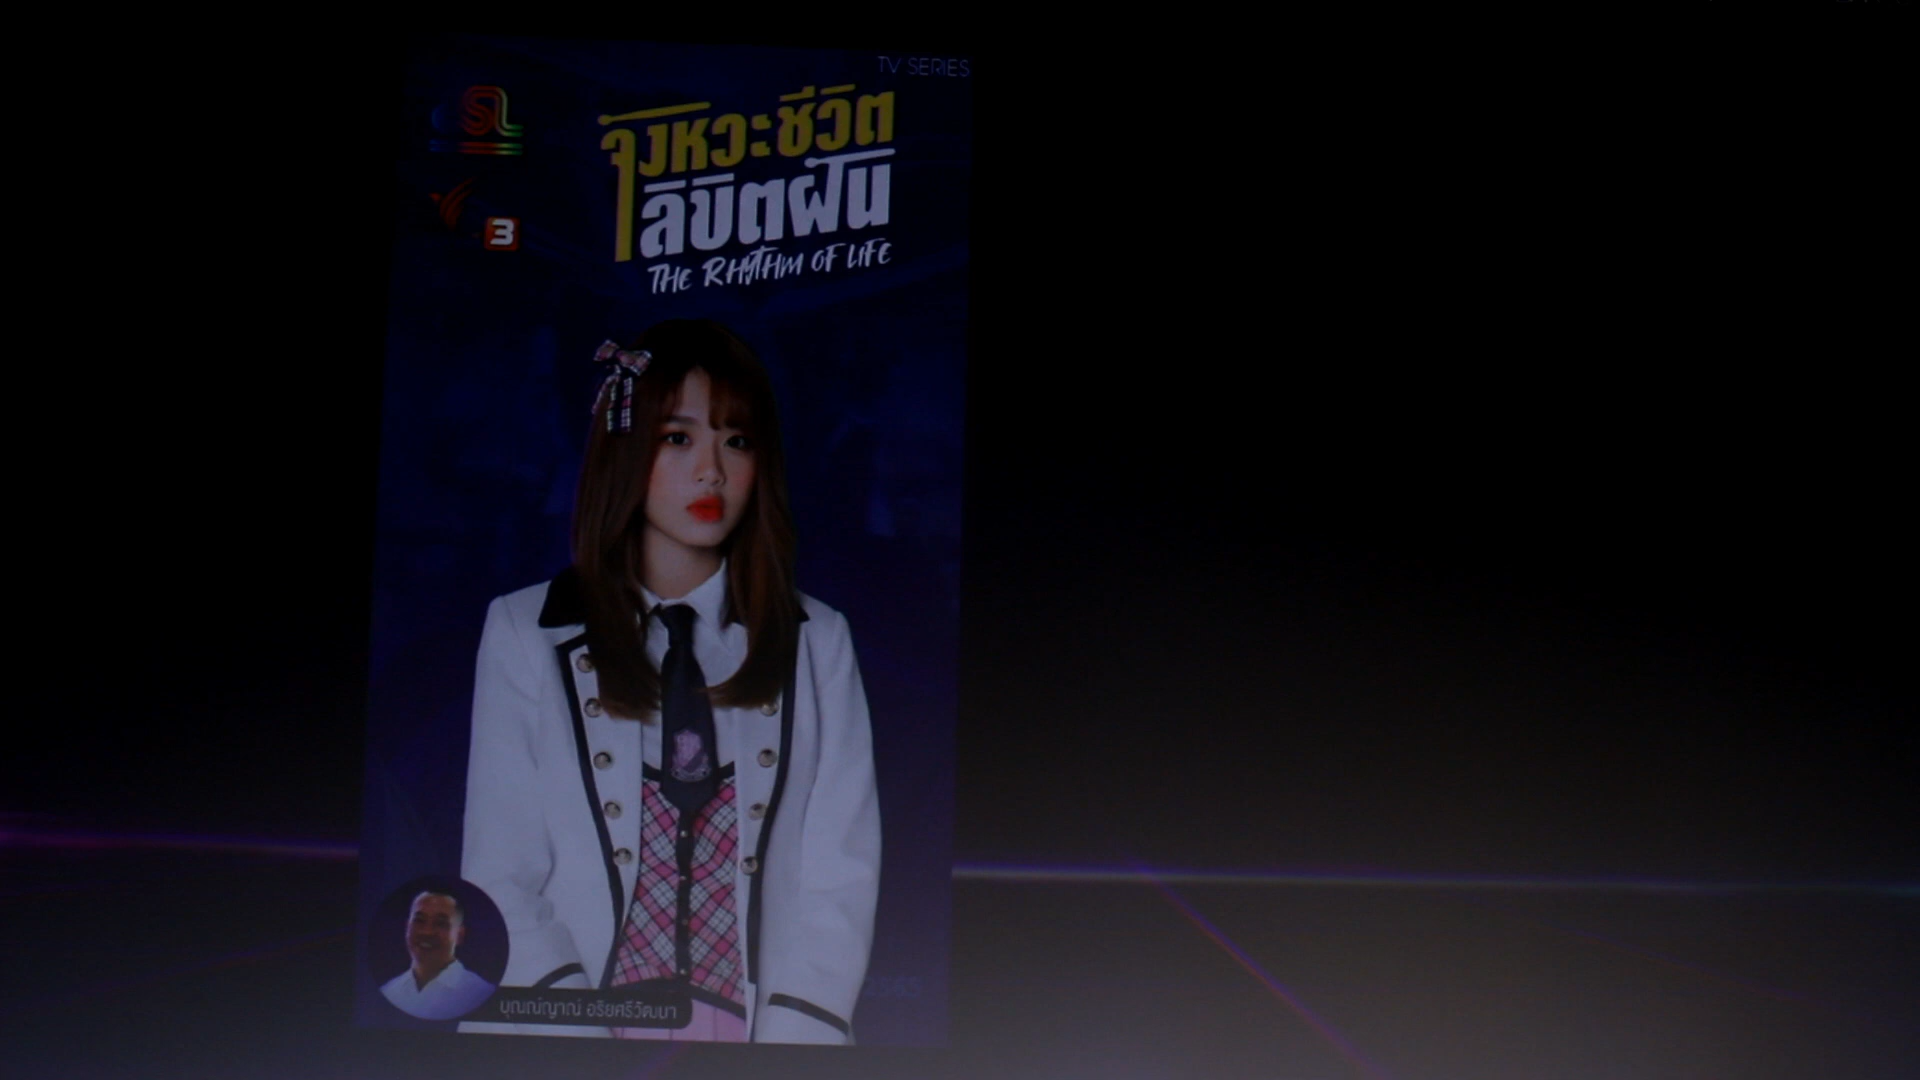 TV SERIES
SL
3
จังหวะชีวิต
ลิขิตฝัน
THE RHYTHM OF LIFE
บุณณ์ญาณ์ อริยศรีวัฒนา